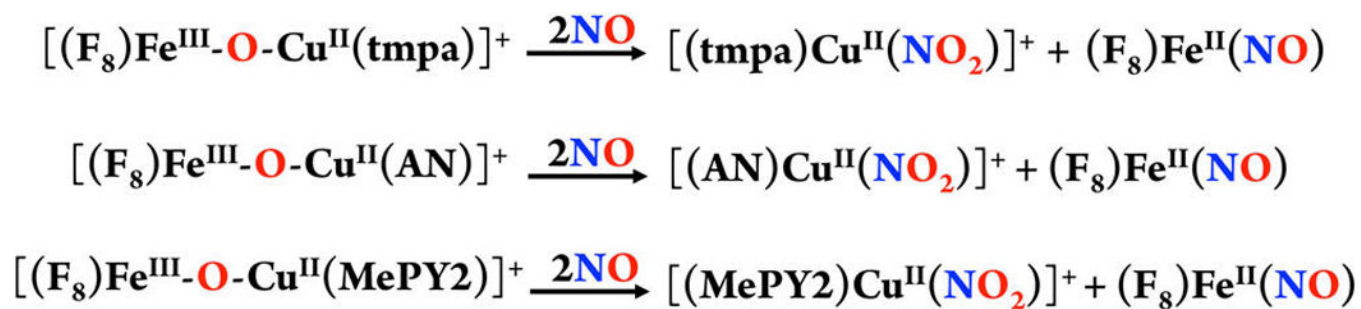 [(F₈)Feᴵᴵᴵ-O-Cuᴵᴵ(tmpa)]⁺ 2NO [(tmpa)Cuᴵᴵ(NO₂)]⁺ + (F₈)Feᴵᴵ(NO)
[(F₈)Feᴵᴵᴵ-O-Cuᴵᴵ(AN)]⁺ 2NO [(AN)Cuᴵᴵ(NO₂)]⁺ + (F₈)Feᴵᴵ(NO)
[(F₈)Feᴵᴵᴵ-O-Cuᴵᴵ(MePY2)]⁺ 2NO [(MePY2)Cuᴵᴵ(NO₂)]⁺ + (F₈)Feᴵᴵ(NO)